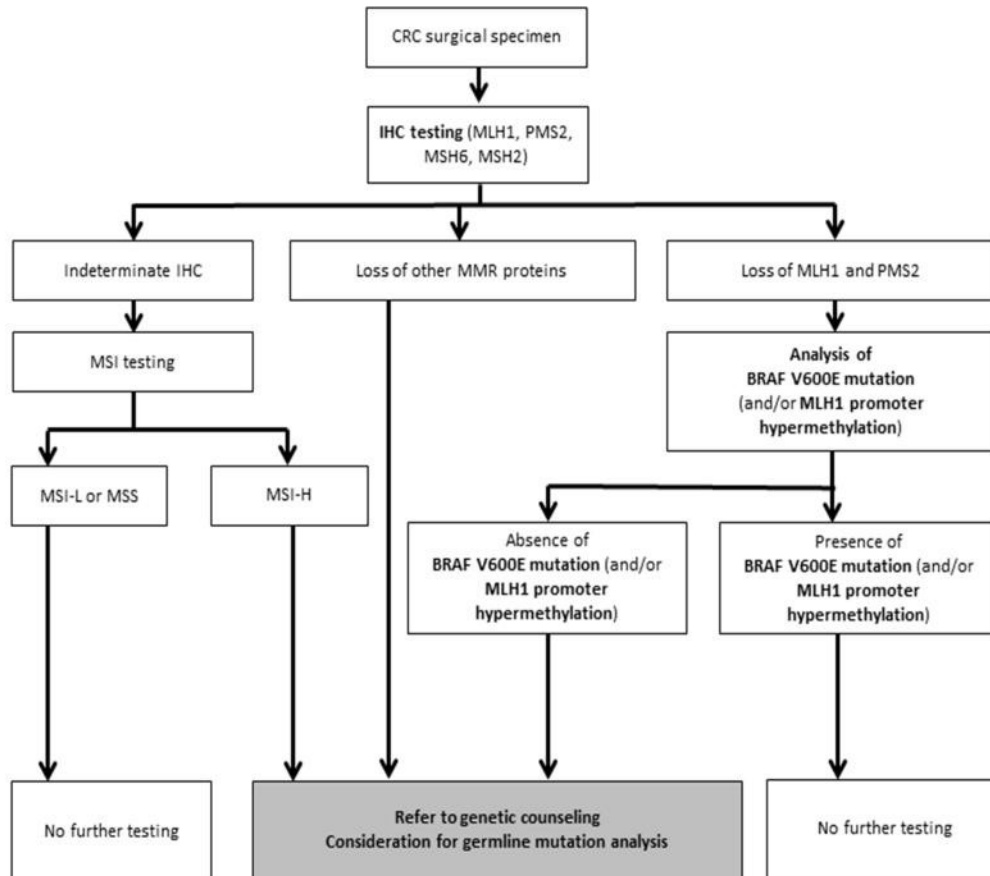 CRC surgical specimen
IHC testing (MLH1, PMS2,
MSH6, MSH2)
Indeterminate IHC
Loss of other MMR proteins
Loss of MLH1 and PMS2
MSI testing
Analysis of
BRAF V600E mutation
(and/or MLH1 promoter
hypermethylation)
MSI-L or MSS
MSI-H
Absence of
BRAF V600E mutation (and/or
MLH1 promoter
hypermethylation)
Presence of
BRAF V600E mutation (and/or
MLH1 promoter
hypermethylation)
No further testing
Refer to genetic counseling
Consideration for germline mutation analysis
No further testing